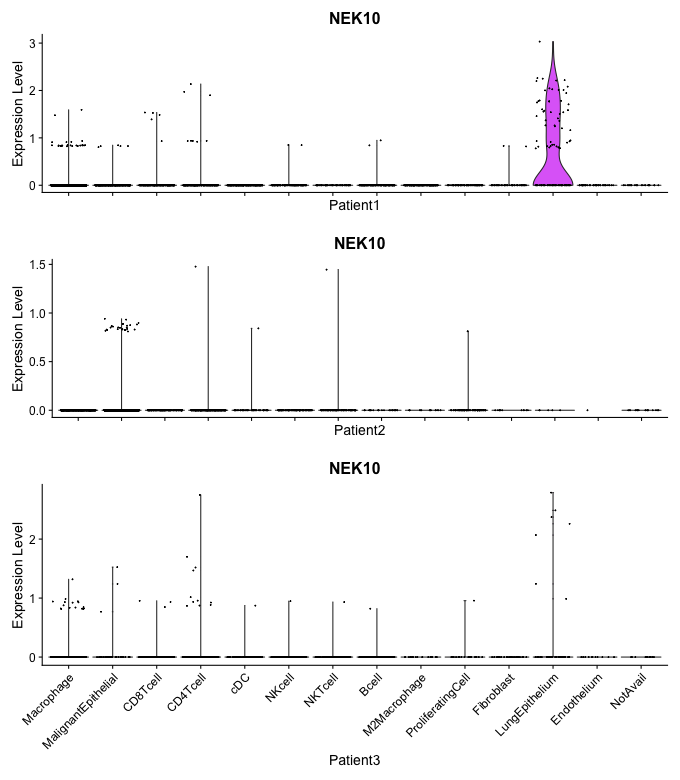 NEK10
Expression Level
3
2
1
0
Patient1
NEK10
Expression Level
1.5
1.0
0.5
0.0
Patient2
NEK10
Expression Level
2
1
0
Macrophage
MalignantEpithelial
CD8Tcell
CD4Tcell
cDC
NKcell
NKTcell
Bcell
M2Macrophage
ProliferatingCell
Fibroblast
LungEpithelium
Endothelium
NotAvail
Patient3